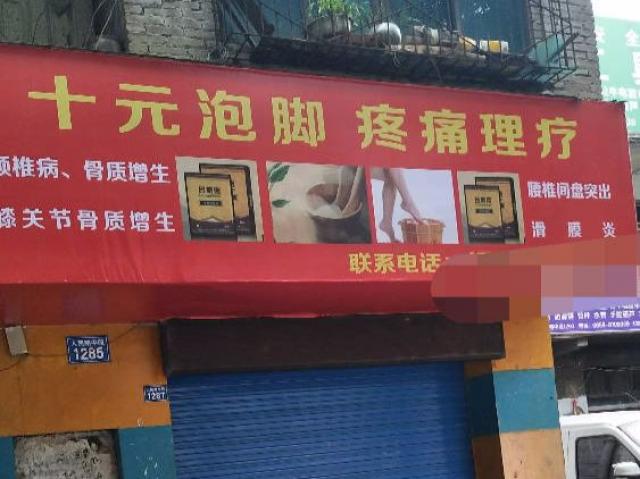 十元泡脚 疼痛理疗
颈椎病、骨质增生
膝关节骨质增生
腰椎间盘突出
滑膜炎
联系电话
1285
1287